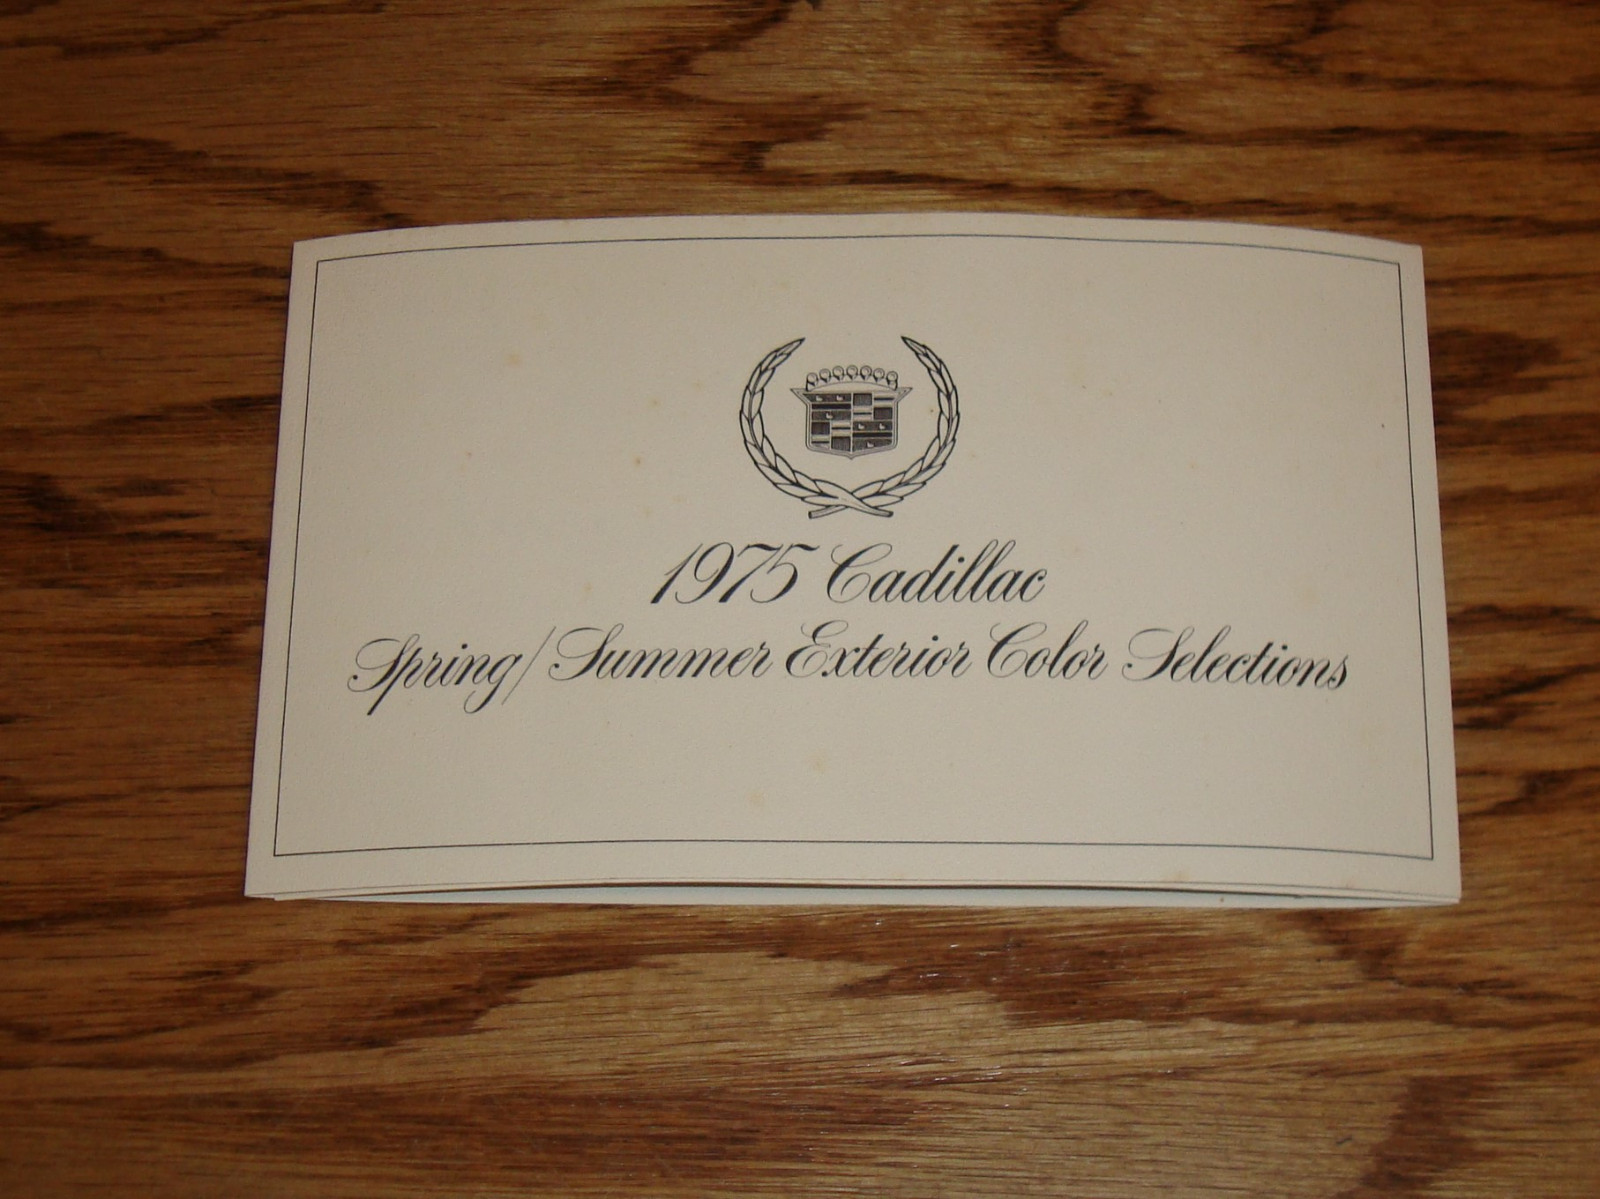 1975 Cadillac
Spring/Summer Exterior Color Selections